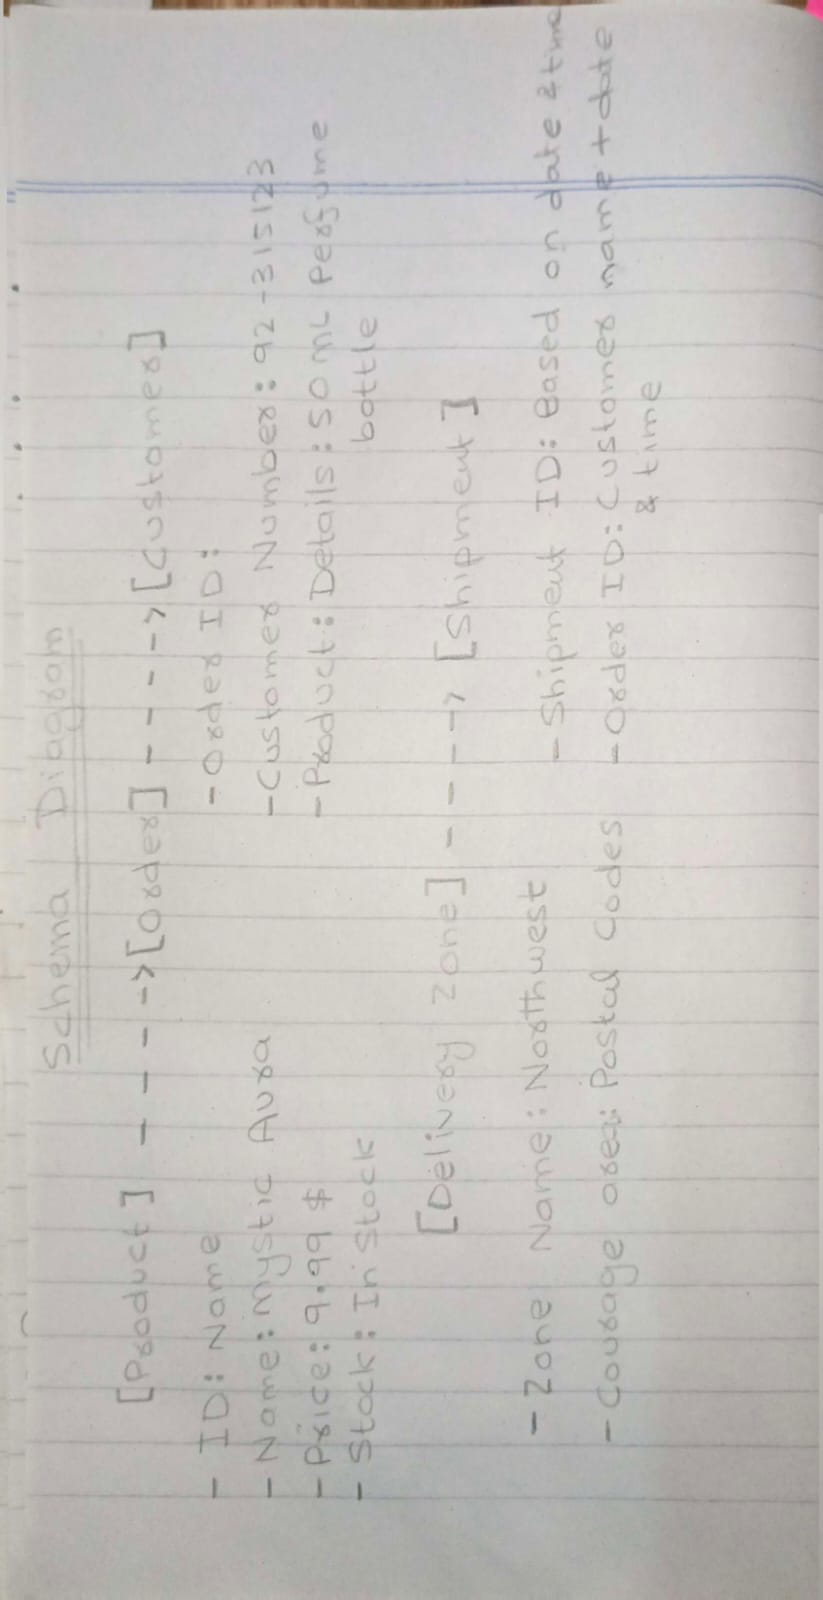 Schema Diagram
[Product] - - - -> [Order] - - - -> [Customer]
- ID: Name
- Order ID:
- Name: Mystic Aura
- Customer Number: 92-315123
- Price: 9.99 $
- Product: Details: 50 mL Perfume
- Stock: In Stock
bottle
[Delivery Zone] - - - -> [Shipment]
- Zone Name: Northwest
- Shipment ID: Based on date & time
- Courage area: Postal Codes
- Order ID: Customer name + date
& time